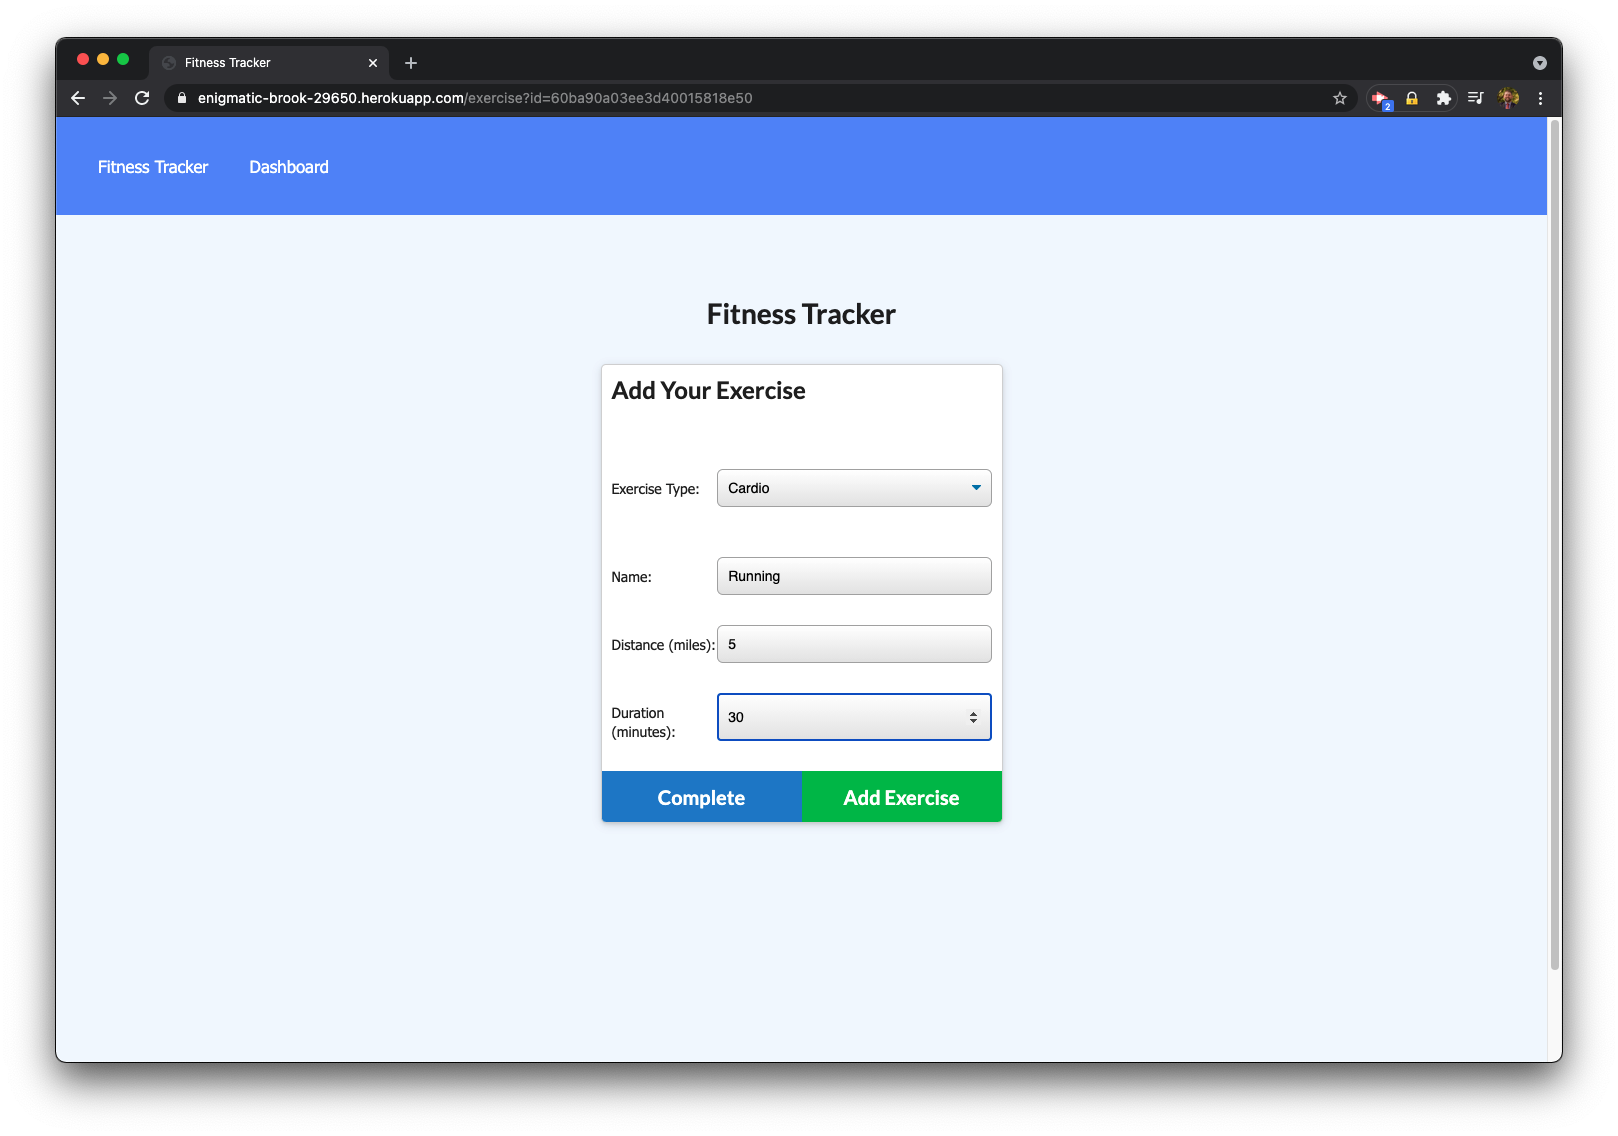 Fitness Tracker
enigmatic-brook-29650.herokuapp.com/exercise?id=60ba90a03ee3d40015818e50
2
Fitness Tracker Dashboard
Fitness Tracker
Add Your Exercise
Exercise Type: Cardio
Name: Running
Distance (miles): 5
Duration
(minutes): 30
Complete Add Exercise